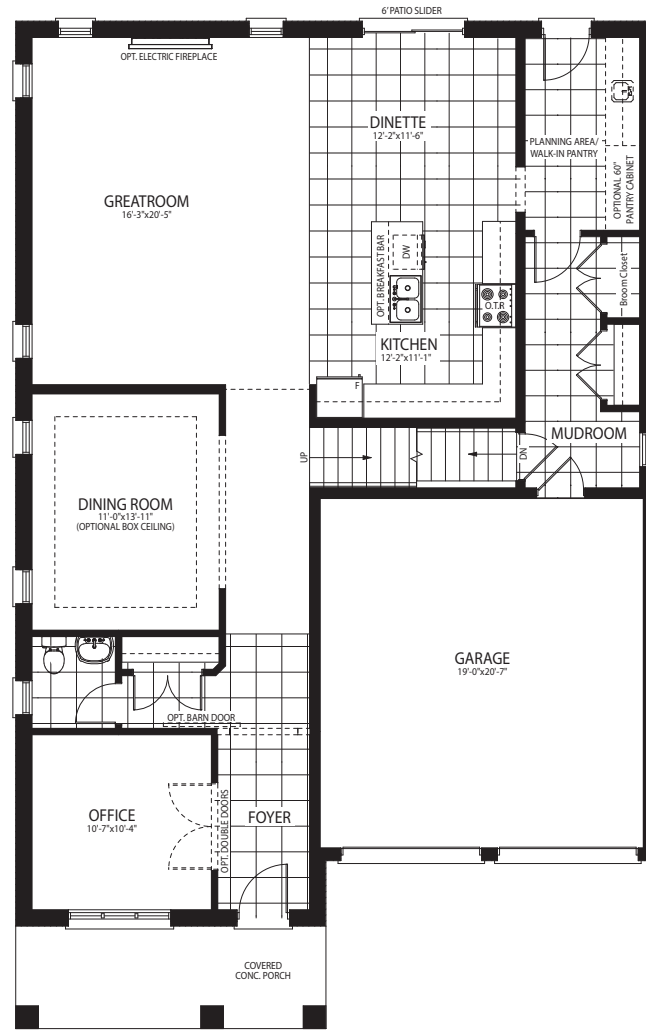 6' PATIO SLIDER
OPT. ELECTRIC FIREPLACE
DINETTE
12'-2"x11'-6"
PLANNING AREA/
WALK-IN PANTRY
OPTIONAL 60"
PANTRY CABINET
GREATROOM
16'-3"x20'-5"
OPT. BREAKFAST BAR
DW
Broom Closet
O.T.R
KITCHEN
12'-2"x11'-1"
F
MUDROOM
UP
DN
DINING ROOM
11'-0"x13'-11"
(OPTIONAL BOX CEILING)
GARAGE
19'-0"x20'-7"
OPT. BARN DOOR
OFFICE
10'-7"x10'-4"
OPT. DOUBLE DOORS
FOYER
COVERED
CONC. PORCH